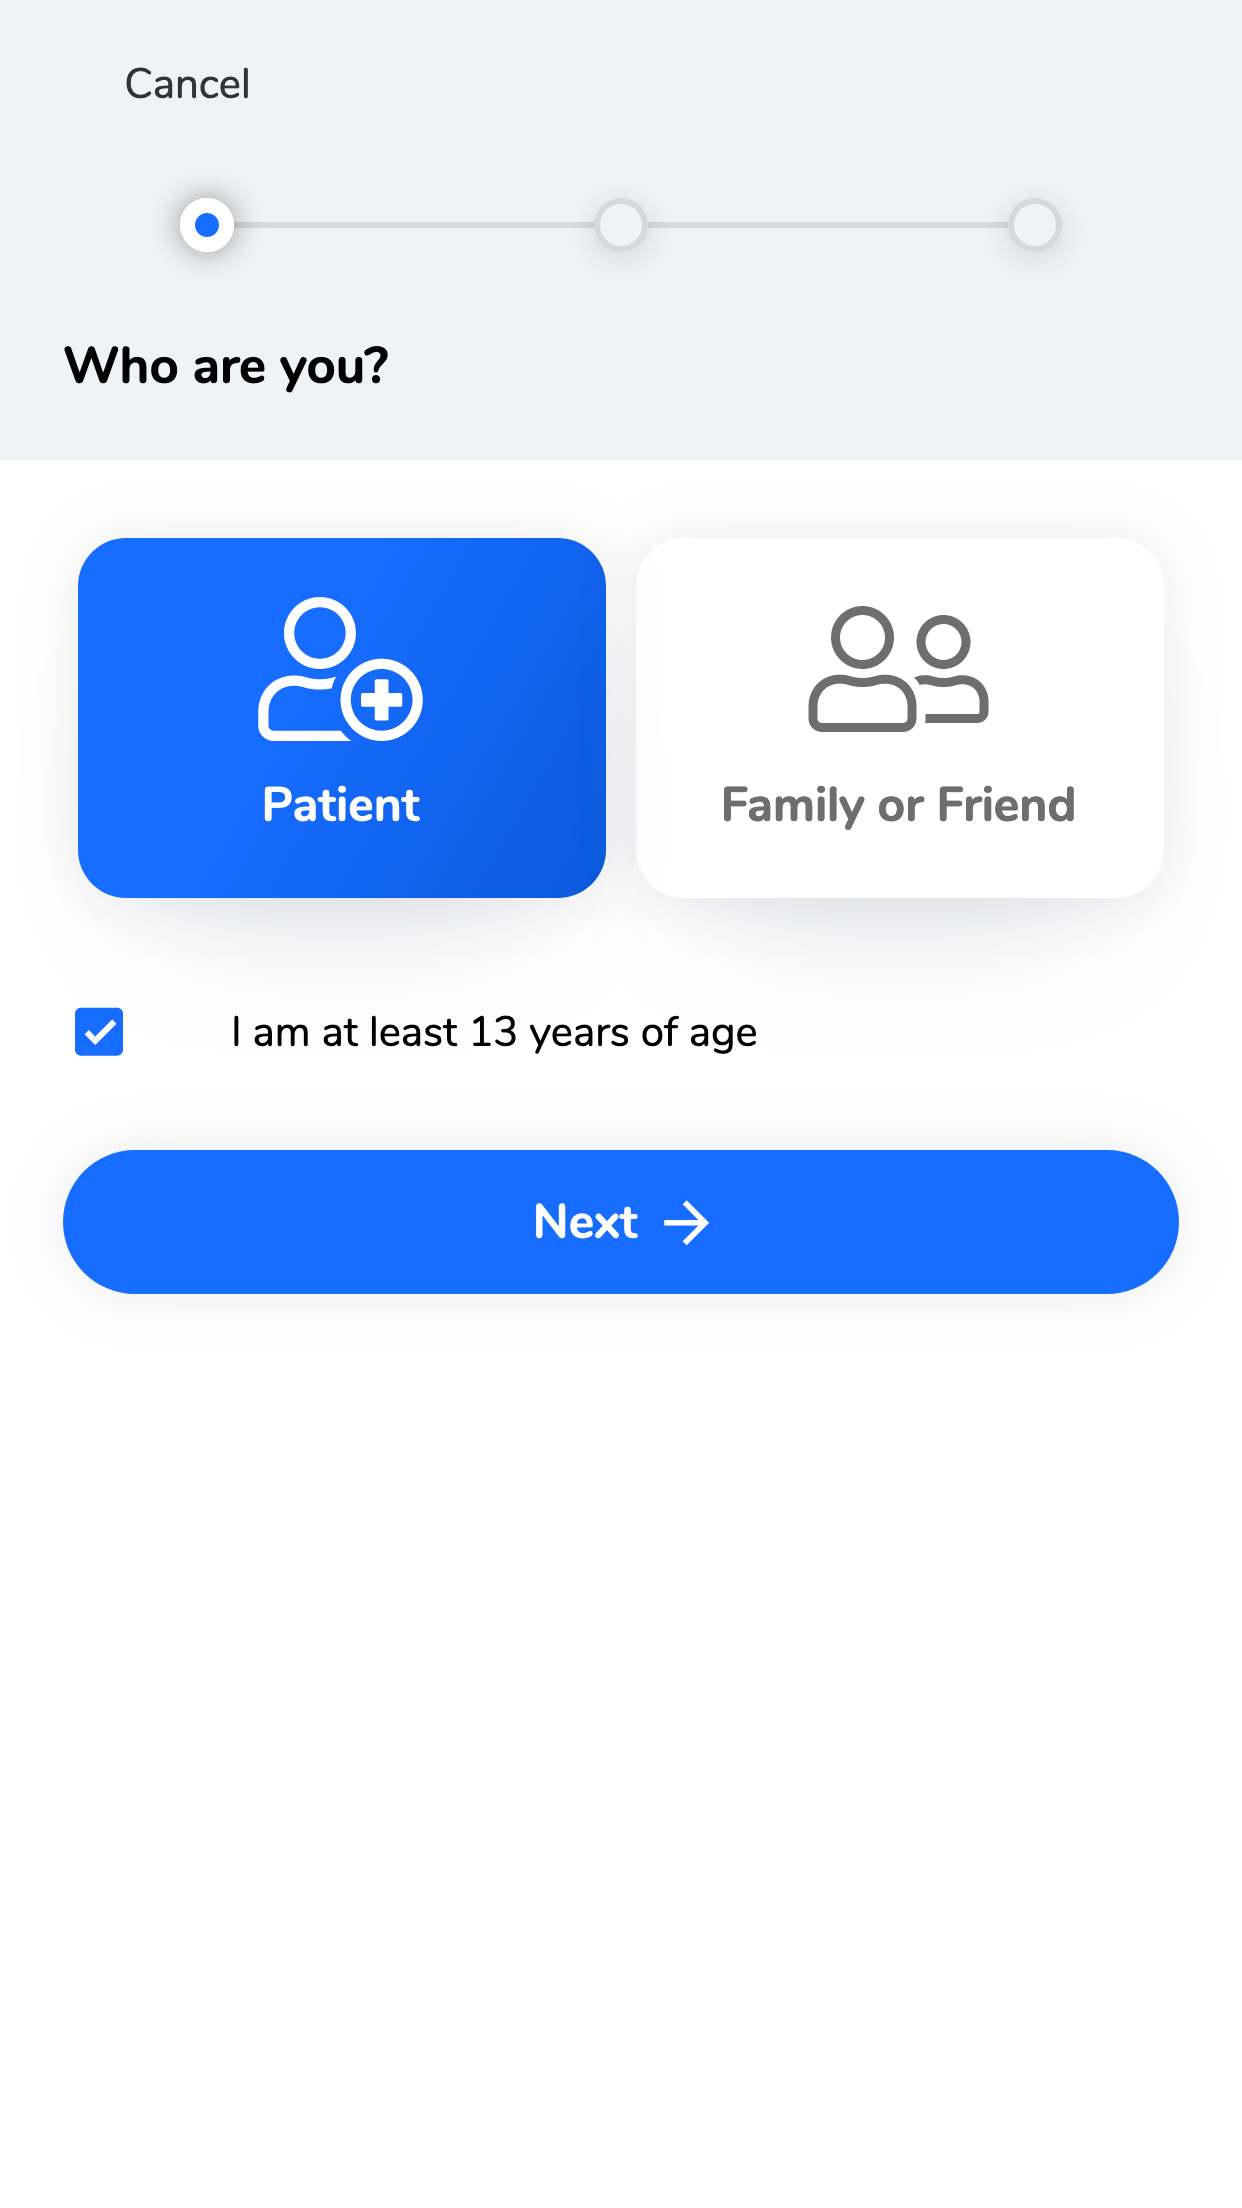 Cancel
Who are you?
Patient
Family or Friend
I am at least 13 years of age
Next